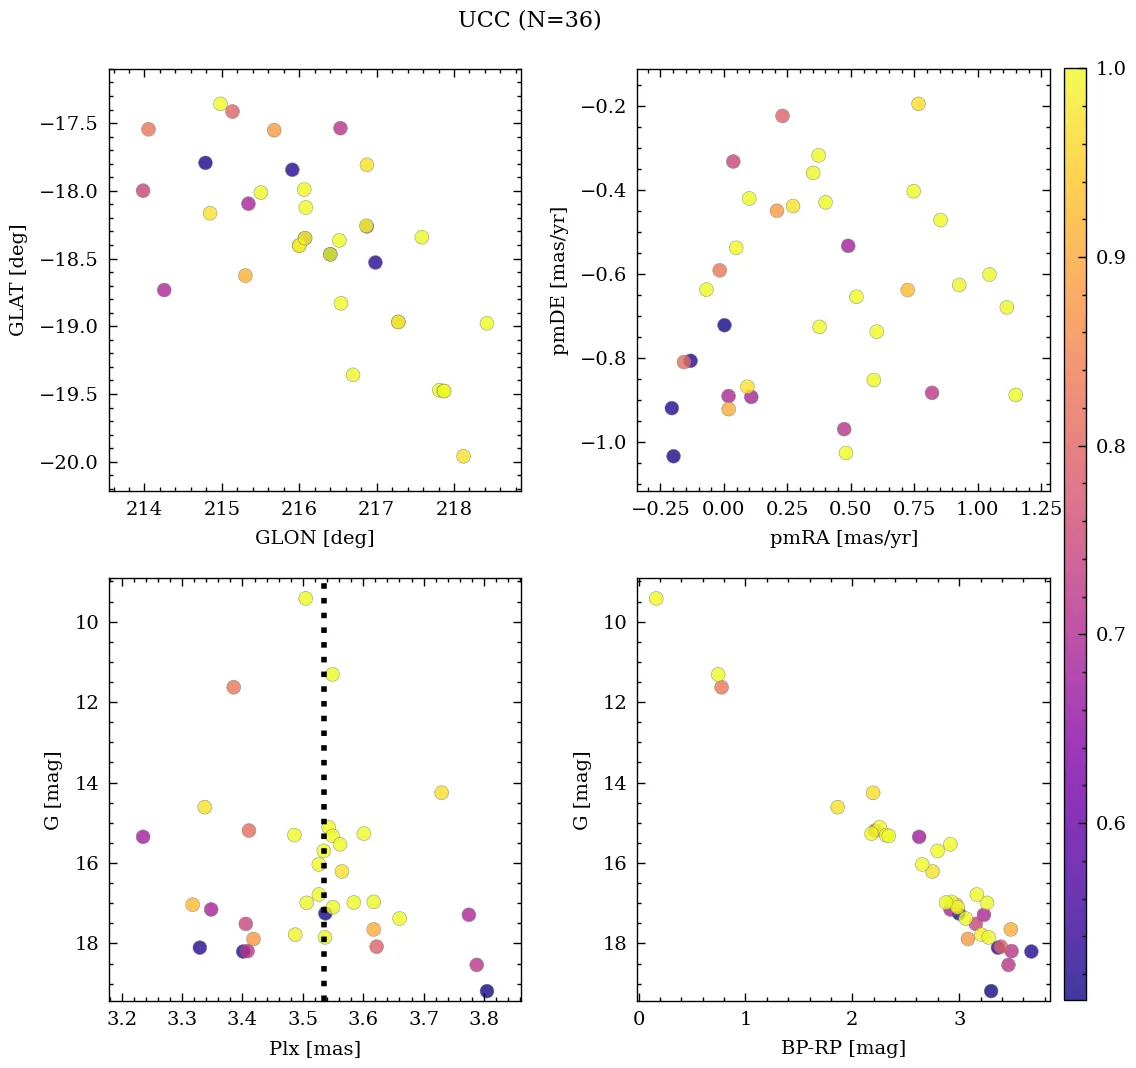 UCC (N=36)
−17.5
−18.0
−18.5
−19.0
−19.5
−20.0
GLAT [deg]
214 215 216 217 218
GLON [deg]
−0.2
−0.4
−0.6
−0.8
−1.0
pmDE [mas/yr]
−0.25 0.00 0.25 0.50 0.75 1.00 1.25
pmRA [mas/yr]
10
12
14
16
18
G [mag]
3.2 3.3 3.4 3.5 3.6 3.7 3.8
Plx [mas]
10
12
14
16
18
G [mag]
0 1 2 3
BP-RP [mag]
1.0
0.9
0.8
0.7
0.6